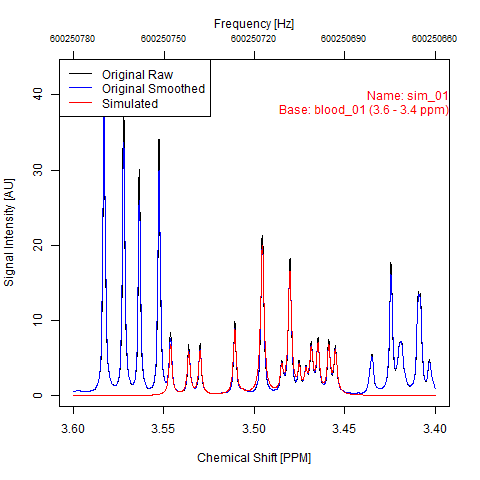 Frequency [Hz]
600250780 600250750 600250720 600250690 600250660
Original Raw
Original Smoothed
Simulated
Name: sim_01
Base: blood_01 (3.6 - 3.4 ppm)
Signal Intensity [AU]
40
30
20
10
0
3.60 3.55 3.50 3.45 3.40
Chemical Shift [PPM]